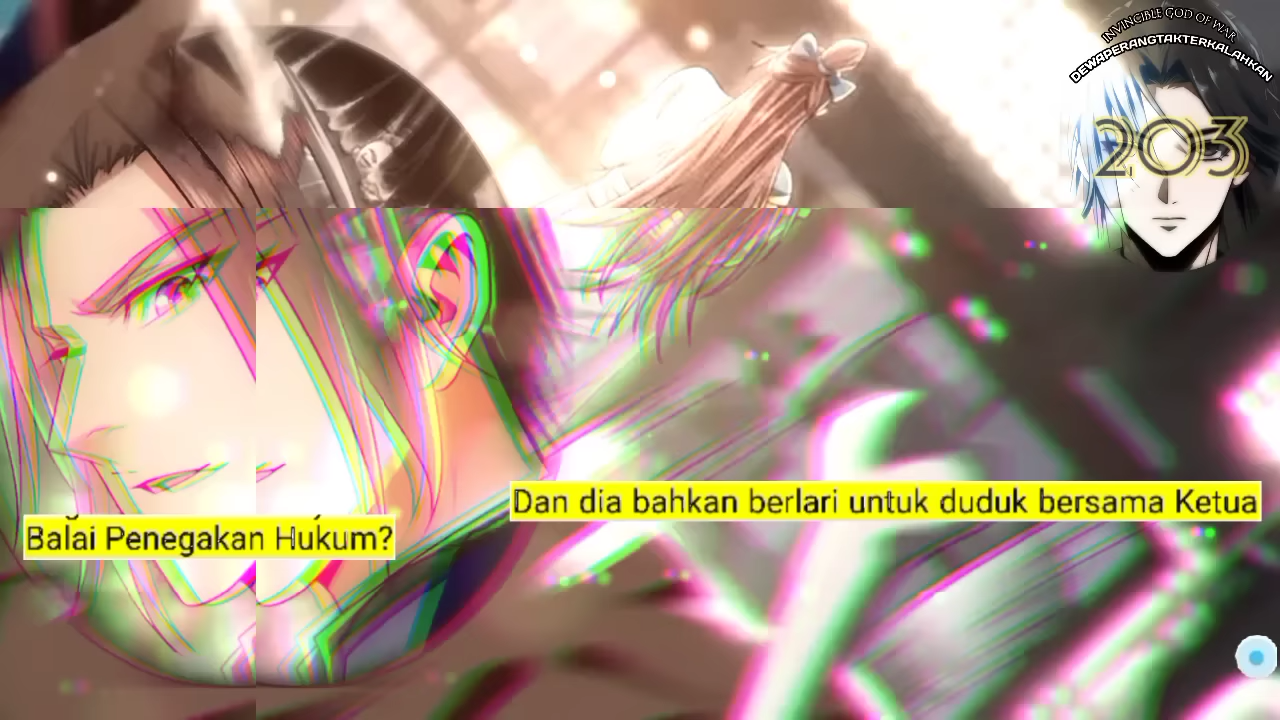 INVINCIBLE GOD OF WAR
DEWAPERANGTAKTERKALAHKAN
203
Dan dia bahkan berlari untuk duduk bersama Ketua
Balai Penegakan Hukum?